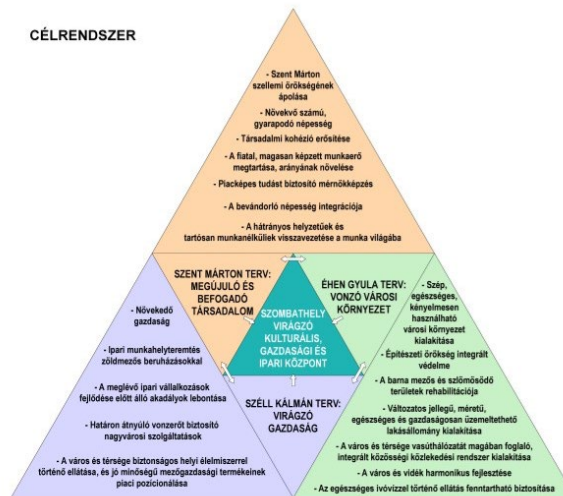 CÉLRENDSZER
- Szent Márton
szellemi örökségének
ápolása
- Növekvő számú,
gyarapodó népesség
- Társadalmi kohézió erősítése
- A fiatal, magasan képzett munkaerő
megtartása, arányának növelése
- Piacképes tudást biztosító mérnökképzés
- A bevándorló népesség integrációja
- A hátrányos helyzetűek és
tartósan munkanélküliek visszavezetése a munka világába
SZENT MÁRTON TERV:
MEGÚJULÓ ÉS
BEFOGADÓ
TÁRSADALOM
SZOMBATHELY
VIRÁGZÓ
KULTURÁLIS,
GAZDASÁGI ÉS
IPARI KÖZPONT
ÉHEN GYULA TERV:
VONZÓ VÁROSI
KÖRNYEZET
SZÉLL KÁLMÁN TERV:
VIRÁGZÓ
GAZDASÁG
- Növekedő
gazdaság
- Ipari munkahelyteremtés
zöldmezős beruházásokkal
- A meglévő ipari vállalkozások
fejlődése előtt álló akadályok lebontása
- Határon átnyúló vonzerőt biztosító
nagyvárosi szolgáltatások
- A város és térsége biztonságos helyi élelmiszerrel
történő ellátása, és jó minőségű mezőgazdasági termékeinek
piaci pozícionálása
- Szép,
egészséges,
kényelmesen
használható
városi környezet
kialakítása
- Építészeti örökség integrált
védelme
- A barna mezős és szlömösödő
területek rehabilitációja
- Változatos jellegű, méretű,
egészséges és gazdaságosan üzemeltethető
lakásállomány kialakítása
- A város és térsége vasúthálózatát magában foglaló,
integrált közösségi közlekedési rendszer kialakítása
- A város és vidék harmonikus fejlesztése
- Az egészséges ivóvízzel történő ellátás fenntartható biztosítása